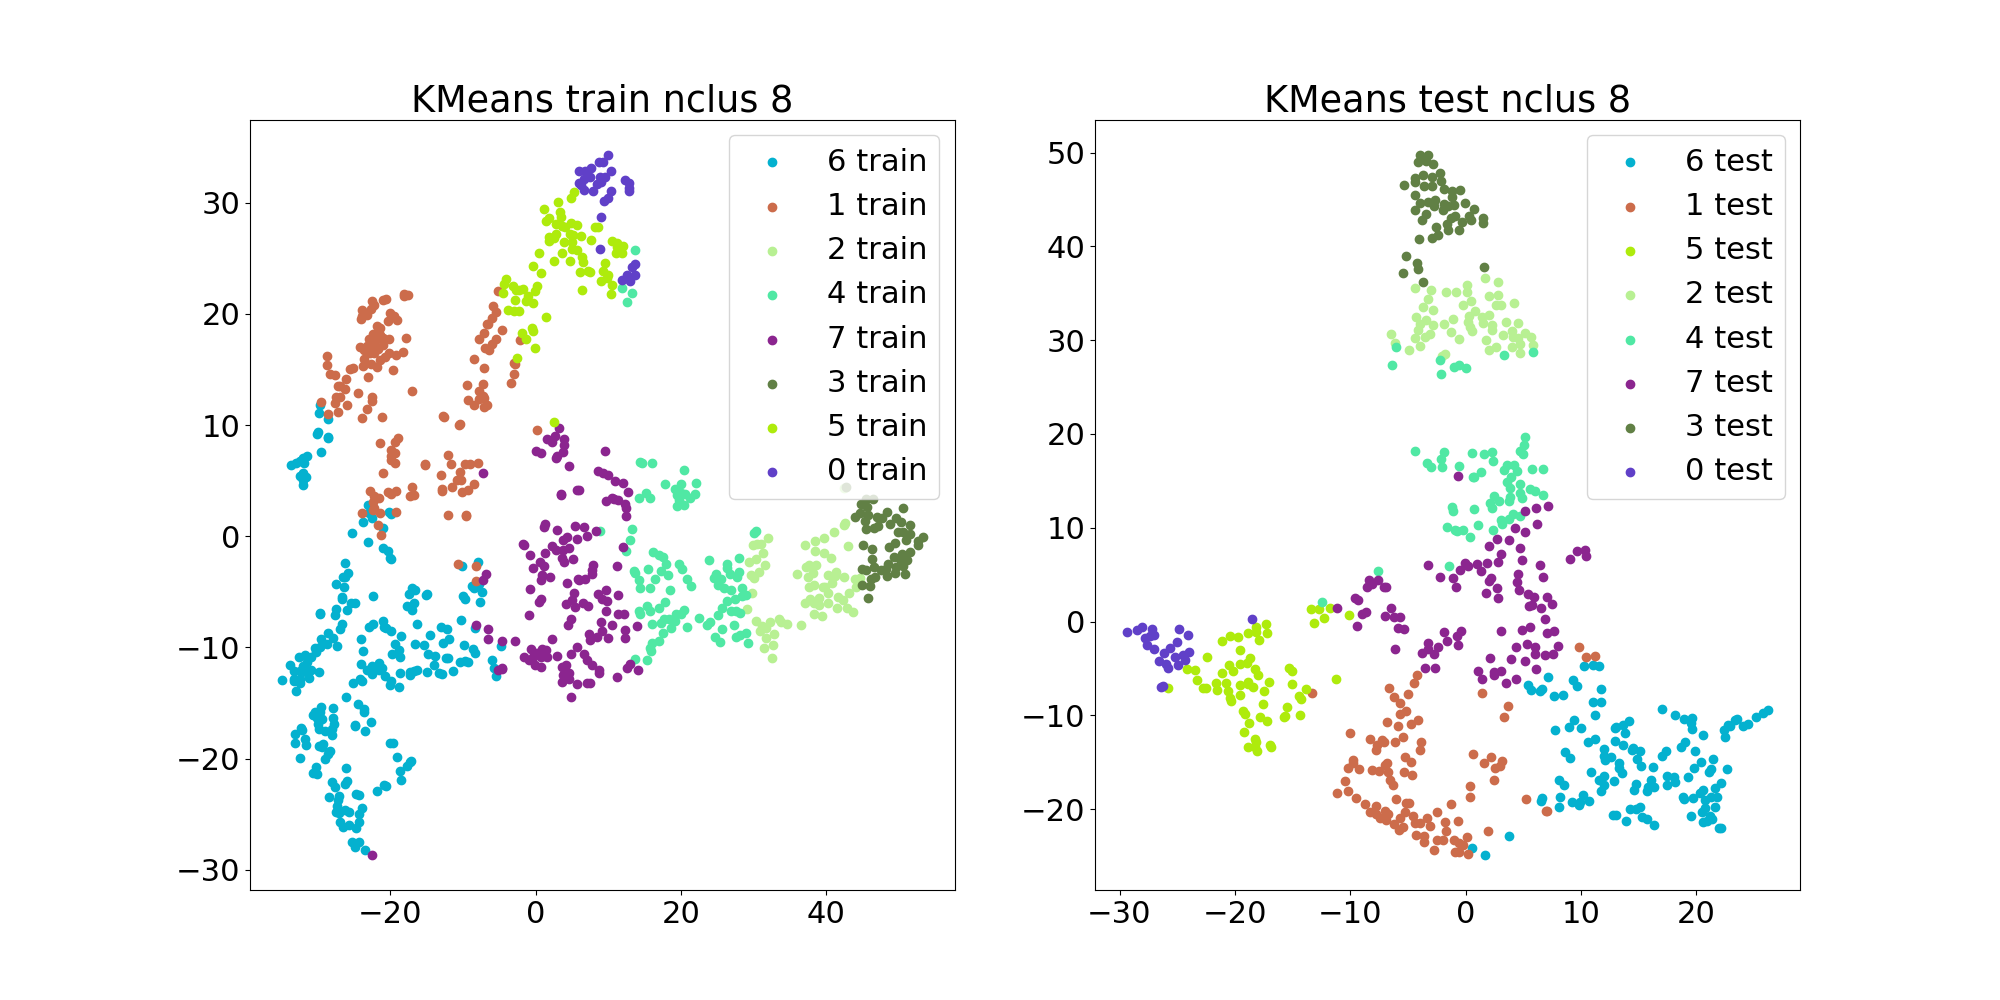 KMeans train nclus 8
30
20
10
0
−10
−20
−30
−20
0
20
40
6 train
1 train
2 train
4 train
7 train
3 train
5 train
0 train
KMeans test nclus 8
50
40
30
20
10
0
−10
−20
−30
−20
−10
0
10
20
6 test
1 test
5 test
2 test
4 test
7 test
3 test
0 test